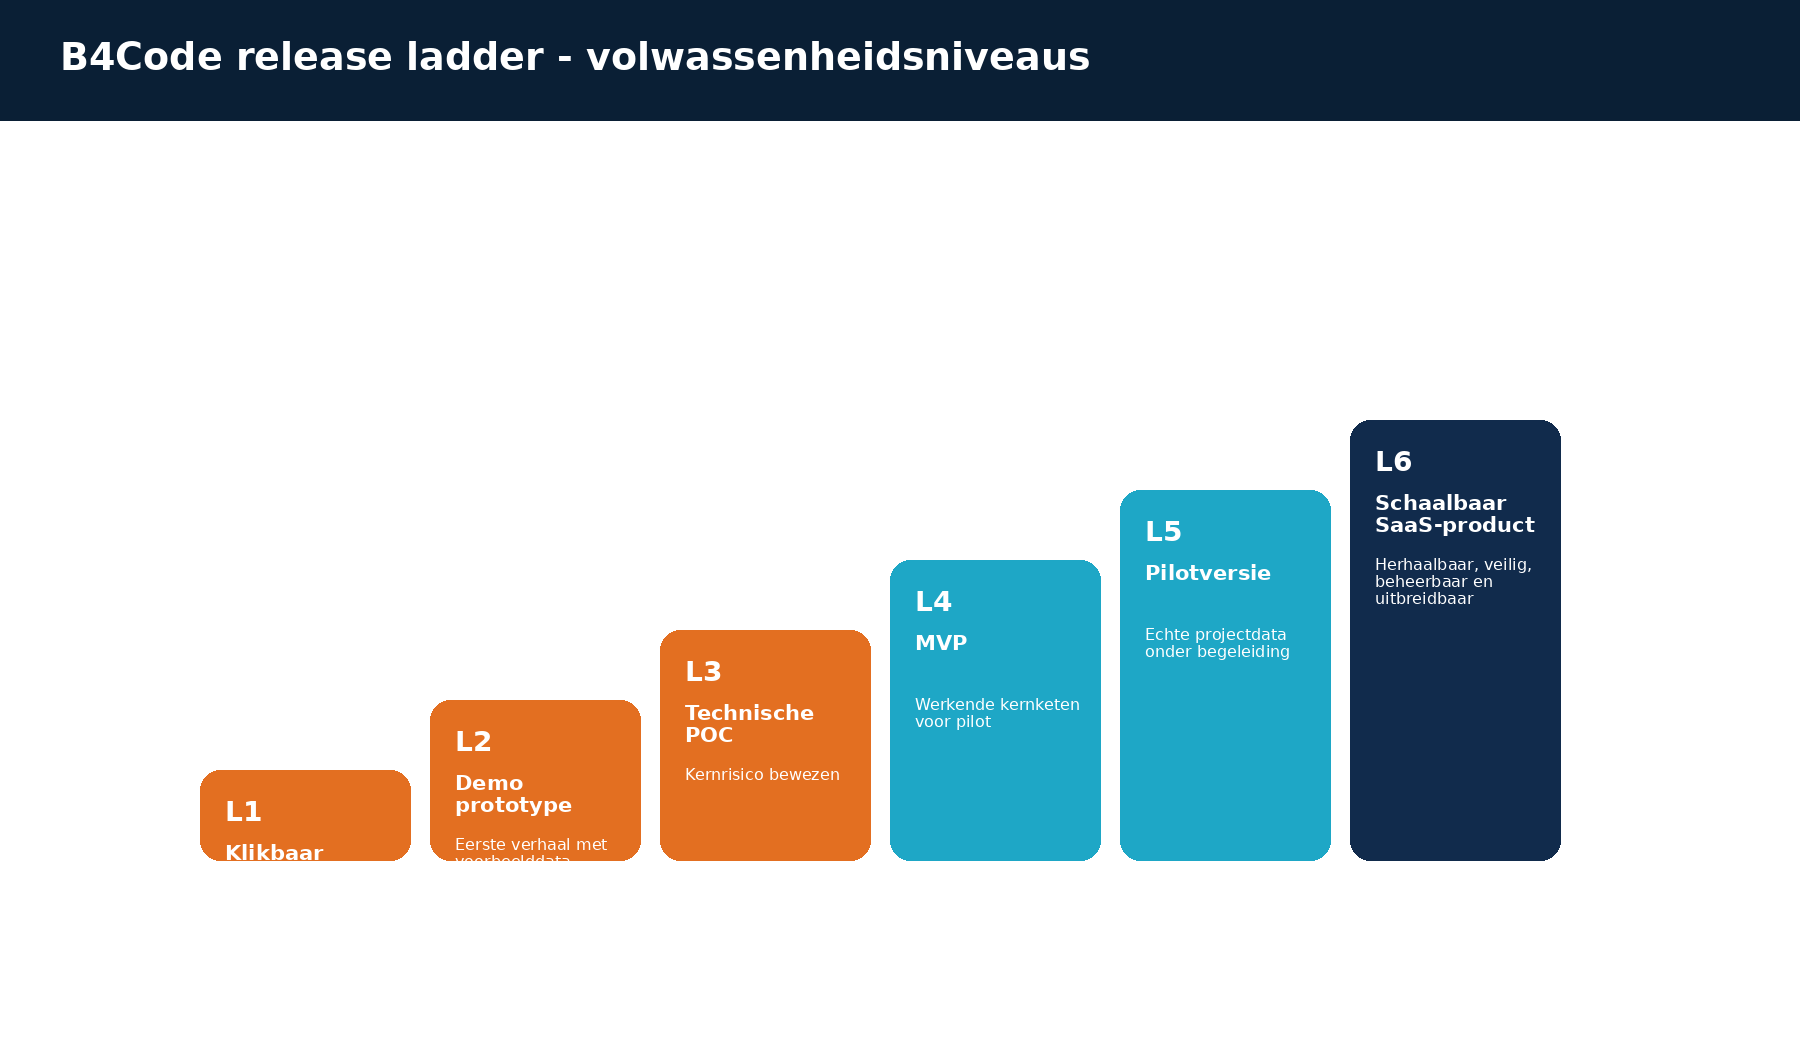 B4Code release ladder - volwassenheidsniveaus
L1
Klikbaar
L2
Demo
prototype
Eerste verhaal met
voorbeelddata
L3
Technische
POC
Kernrisico bewezen
L4
MVP
Werkende kernketen
voor pilot
L5
Pilotversie
Echte projectdata
onder begeleiding
L6
Schaalbaar
SaaS-product
Herhaalbaar, veilig,
beheerbaar en
uitbreidbaar